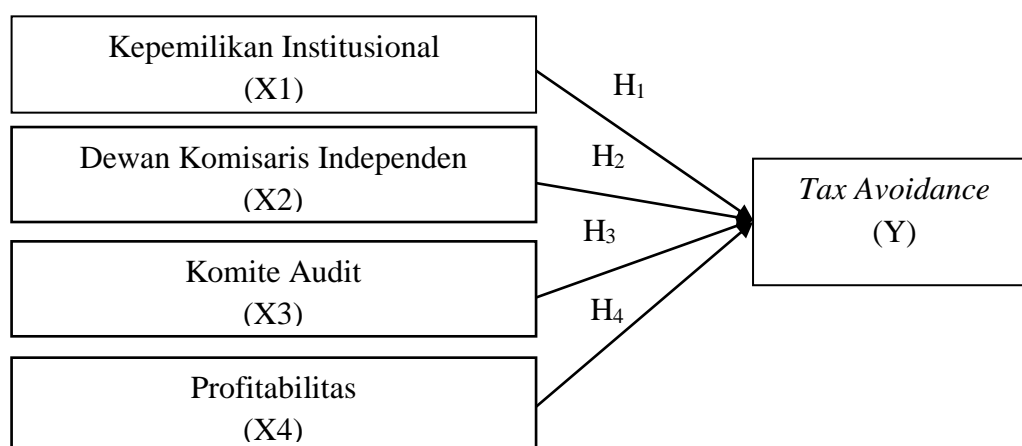 Kepemilikan Institusional
(X1)
H₁
Dewan Komisaris Independen
(X2)
H₂
Tax Avoidance
(Y)
Komite Audit
(X3)
H₃
Profitabilitas
(X4)
H₄